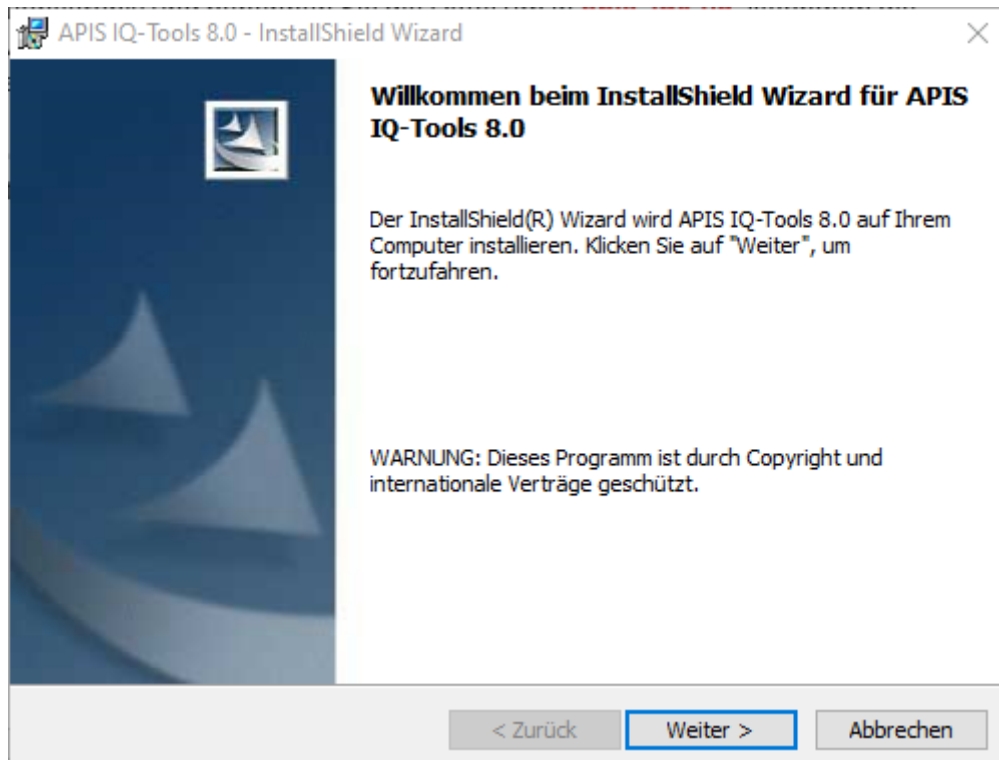 APIS IQ-Tools 8.0 - InstallShield Wizard
Willkommen beim InstallShield Wizard für APIS
IQ-Tools 8.0
Der InstallShield(R) Wizard wird APIS IQ-Tools 8.0 auf Ihrem
Computer installieren. Klicken Sie auf "Weiter", um
fortzufahren.
WARNUNG: Dieses Programm ist durch Copyright und
internationale Verträge geschützt.
< Zurück
Weiter >
Abbrechen